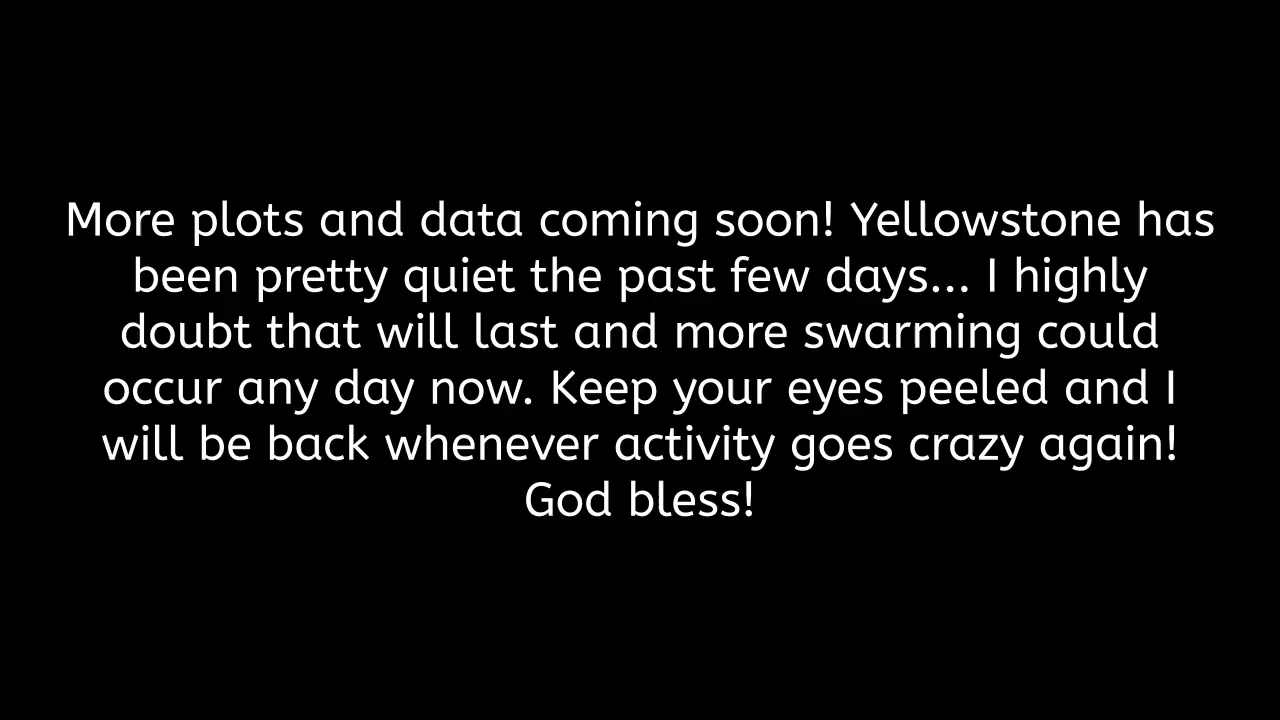 More plots and data coming soon! Yellowstone has
been pretty quiet the past few days... I highly
doubt that will last and more swarming could
occur any day now. Keep your eyes peeled and I
will be back whenever activity goes crazy again!
God bless!